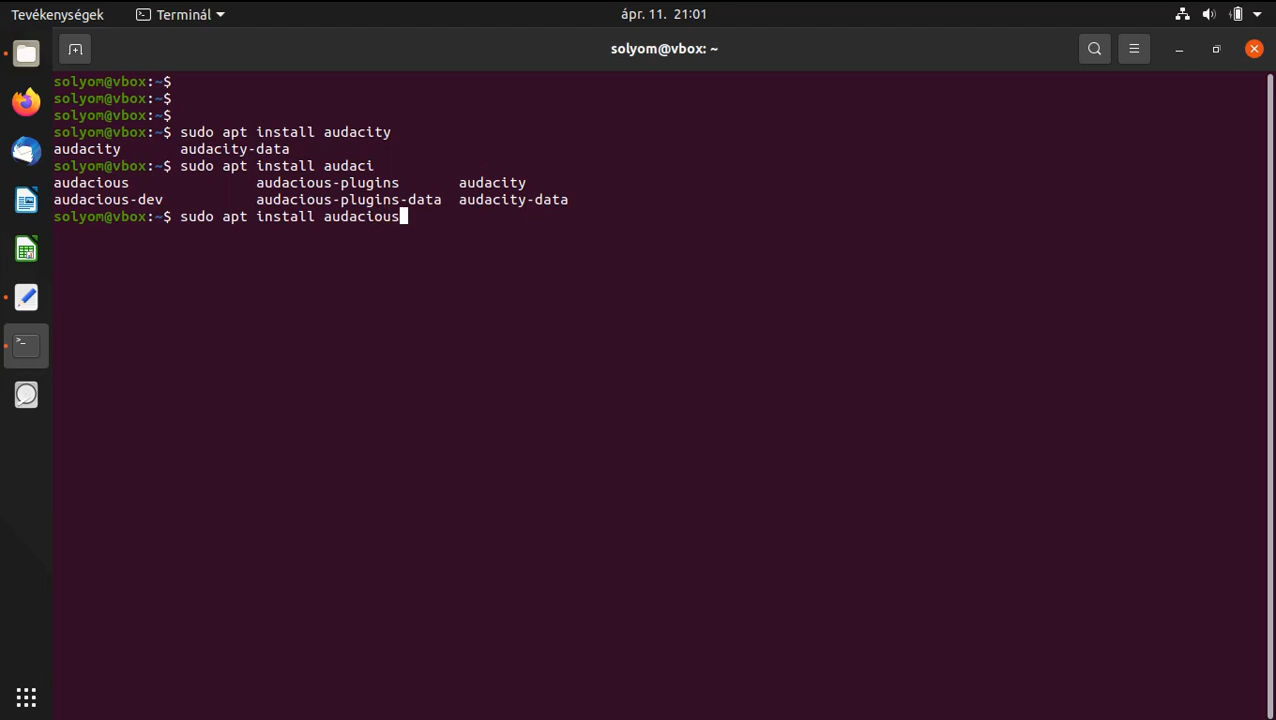 Tevékenységek Terminál ápr. 11. 21:01
solyom@vbox: ~
solyom@vbox:~$
solyom@vbox:~$
solyom@vbox:~$
solyom@vbox:~$ sudo apt install audacity
audacity audacity-data
solyom@vbox:~$ sudo apt install audaci
audacious audacious-plugins audacity
audacious-dev audacious-plugins-data audacity-data
solyom@vbox:~$ sudo apt install audacious